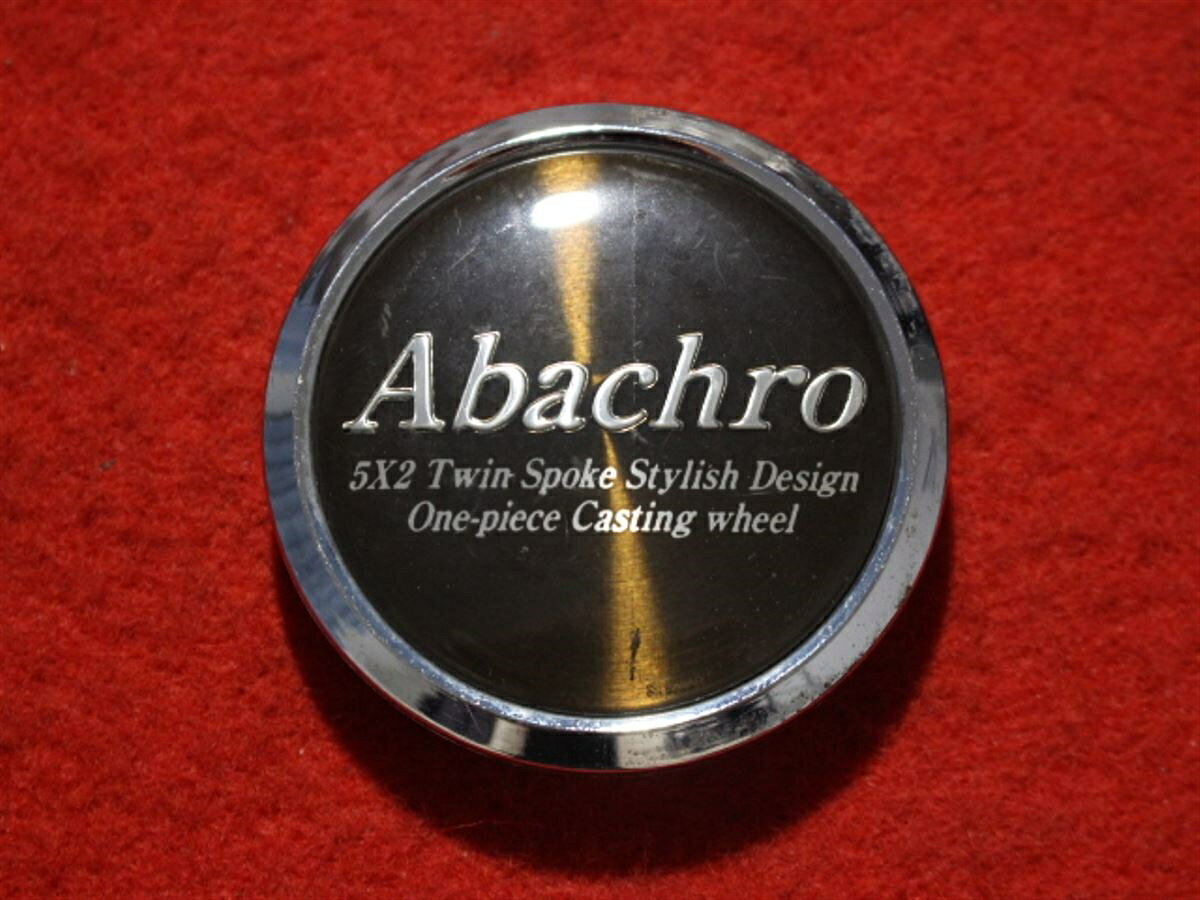 Abachro
5X2 Twin Spoke Stylish Design
One-piece Casting wheel